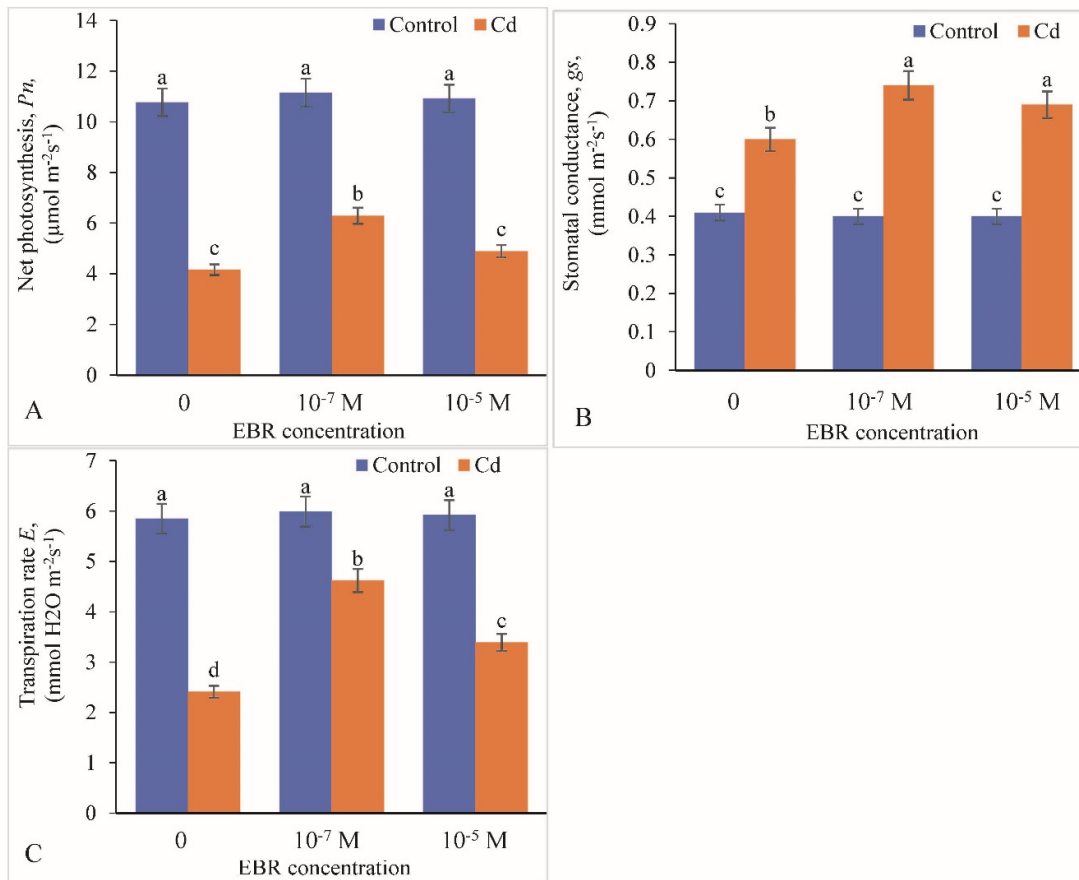 Net photosynthesis, Pn,
(µmol m⁻²s⁻¹)
14
12
10
8
6
4
2
0
Control Cd
a
c
a
b
a
c
0 10⁻⁷ M 10⁻⁵ M
EBR concentration
A
Stomatal conductance, gs,
(mmol m⁻²s⁻¹)
0.9
0.8
0.7
0.6
0.5
0.4
0.3
0.2
0.1
0
Control Cd
c
b
c
a
c
a
0 10⁻⁷ M 10⁻⁵ M
EBR concentration
B
Transpiration rate E,
(mmol H2O m⁻²s⁻¹)
7
6
5
4
3
2
1
0
Control Cd
a
d
a
b
a
c
0 10⁻⁷ M 10⁻⁵ M
EBR concentration
C